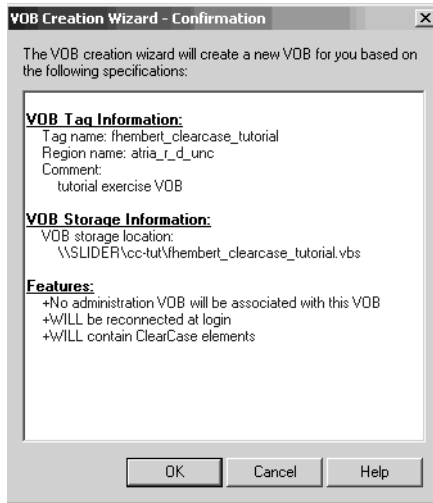 VOB Creation Wizard - Confirmation
The VOB creation wizard will create a new VOB for you based on
the following specifications:
VOB Tag Information:
Tag name: fhembert_clearcase_tutorial
Region name: atria_r_d_unc
Comment:
tutorial exercise VOB
VOB Storage Information:
VOB storage location:
\\SLIDER\cc-tut\fhembert_clearcase_tutorial.vbs
Features:
+No administration VOB will be associated with this VOB
+WILL be reconnected at login
+WILL contain ClearCase elements
OK
Cancel
Help